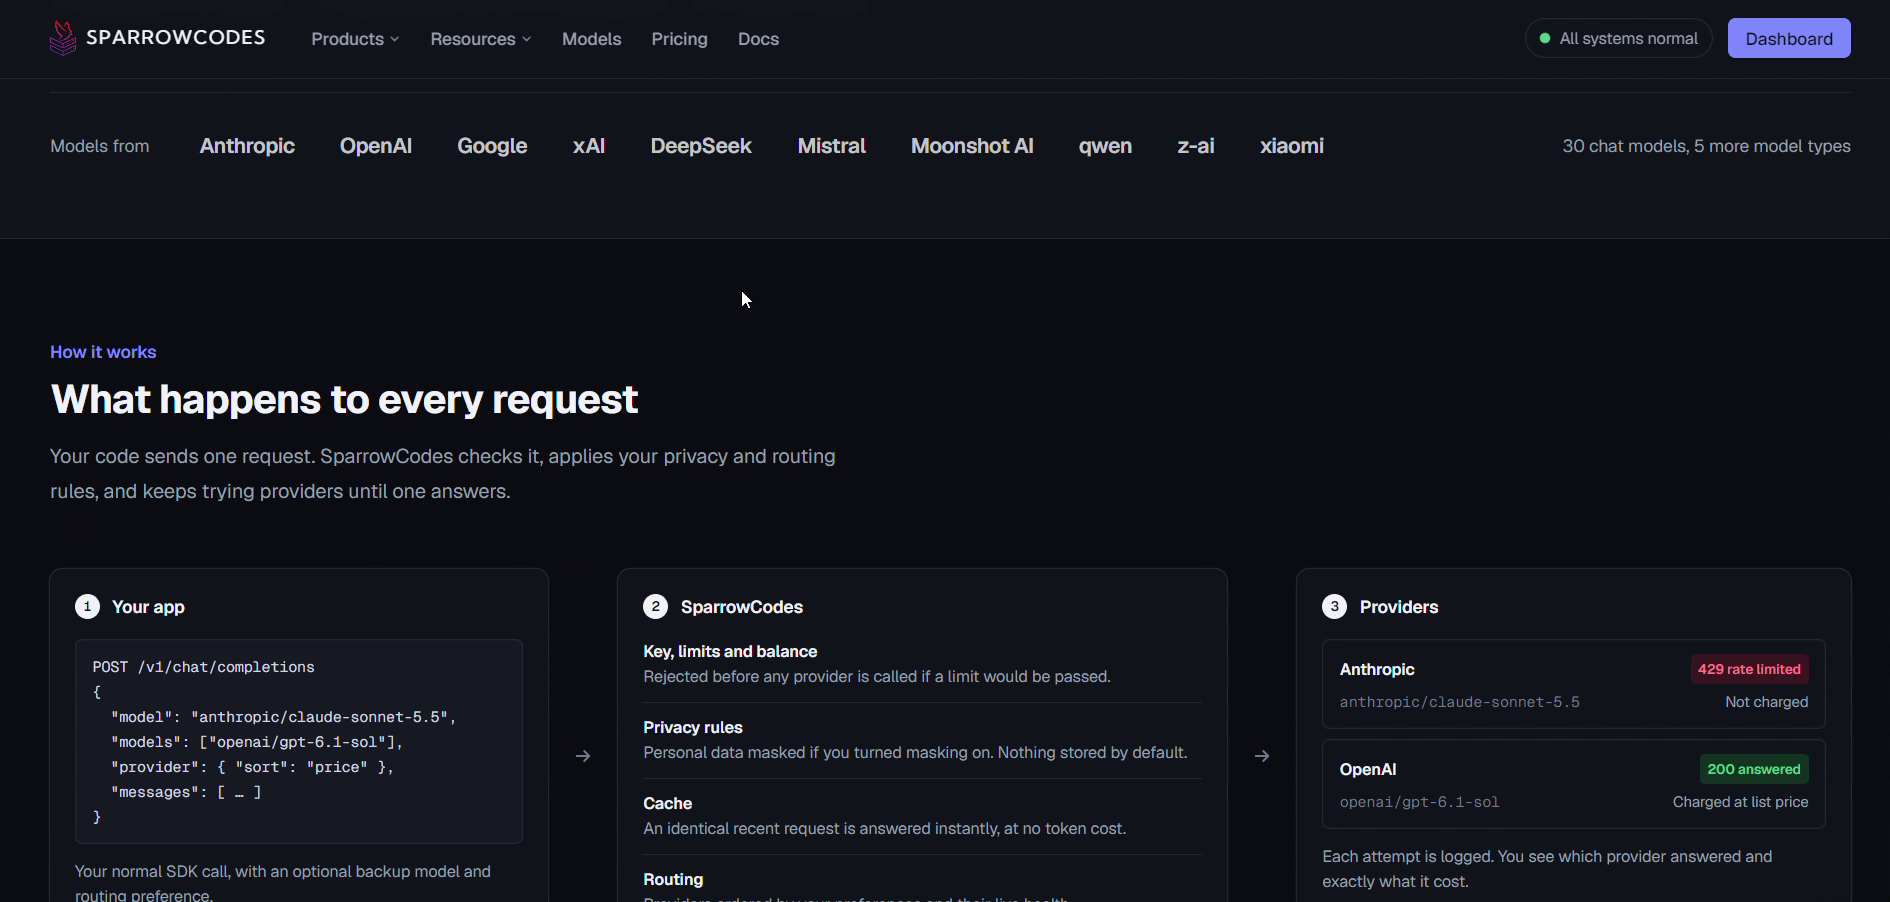 SPARROWCODES Products Resources Models Pricing Docs All systems normal Dashboard
Models from Anthropic OpenAI Google xAI DeepSeek Mistral Moonshot AI qwen z-ai xiaomi 30 chat models, 5 more model types
How it works
What happens to every request
Your code sends one request. SparrowCodes checks it, applies your privacy and routing
rules, and keeps trying providers until one answers.
1 Your app
POST /v1/chat/completions
{
"model": "anthropic/claude-sonnet-5.5",
"models": ["openai/gpt-6.1-sol"],
"provider": { "sort": "price" },
"messages": [ … ]
}
Your normal SDK call, with an optional backup model and
routing preference.
2 SparrowCodes
Key, limits and balance
Rejected before any provider is called if a limit would be passed.
Privacy rules
Personal data masked if you turned masking on. Nothing stored by default.
Cache
An identical recent request is answered instantly, at no token cost.
Routing
Providers ordered by your preferences and their live health
3 Providers
Anthropic 429 rate limited
anthropic/claude-sonnet-5.5 Not charged
OpenAI 200 answered
openai/gpt-6.1-sol Charged at list price
Each attempt is logged. You see which provider answered and
exactly what it cost.